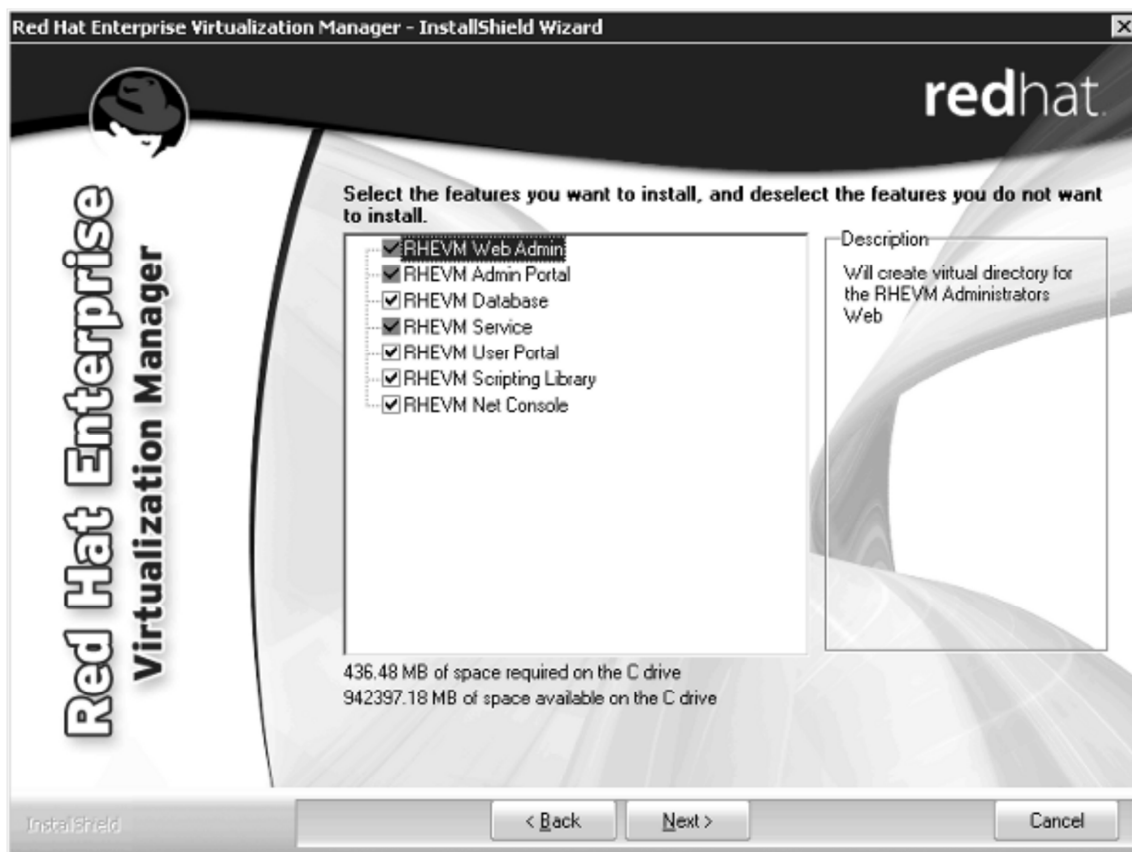 Red Hat Enterprise Virtualization Manager - InstallShield Wizard
redhat.
Red Hat Enterprise
Virtualization Manager
Select the features you want to install, and deselect the features you do not want
to install.
RHEVM Web Admin
RHEVM Admin Portal
RHEVM Database
RHEVM Service
RHEVM User Portal
RHEVM Scripting Library
RHEVM Net Console
Description
Will create virtual directory for
the RHEVM Administrators
Web
436.48 MB of space required on the C drive
942397.18 MB of space available on the C drive
InstallShield
< Back
Next >
Cancel